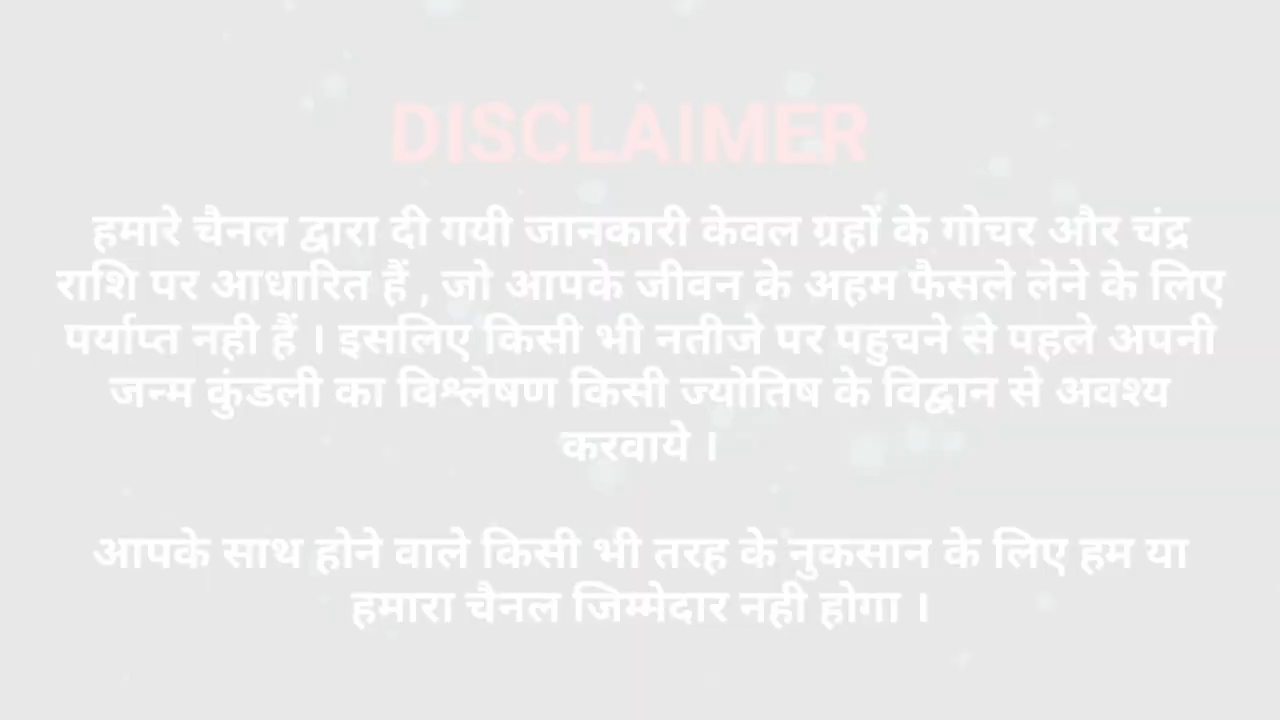 DISCLAIMER
हमारे चैनल द्वारा दी गयी जानकारी केवल ग्रहों के गोचर और चंद्र
राशि पर आधारित हैं , जो आपके जीवन के अहम फैसले लेने के लिए
पर्याप्त नही हैं । इसलिए किसी भी नतीजे पर पहुचने से पहले अपनी
जन्म कुंडली का विश्लेषण किसी ज्योतिष के विद्वान से अवश्य
करवाये ।
आपके साथ होने वाले किसी भी तरह के नुकसान के लिए हम या
हमारा चैनल जिम्मेदार नही होगा ।